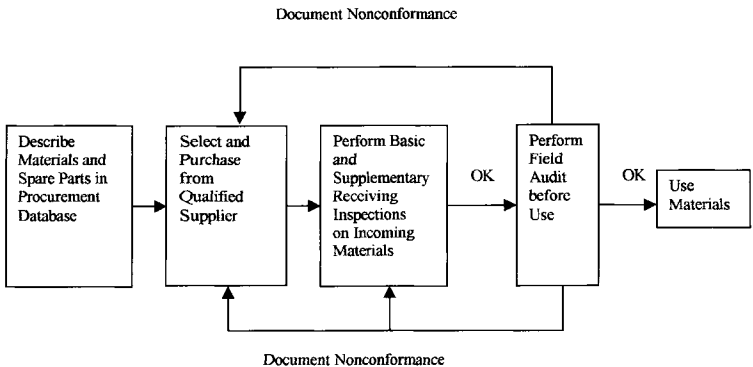 Document Nonconformance
Describe
Materials and
Spare Parts in
Procurement
Database
Select and
Purchase
from
Qualified
Supplier
Perform Basic
and
Supplementary
Receiving
Inspections
on Incoming
Materials
OK
Perform
Field
Audit
before
Use
OK
Use
Materials
Document Nonconformance